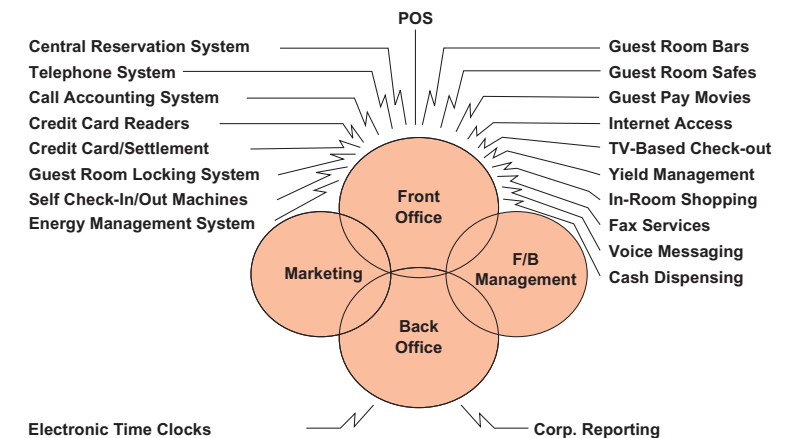 POS
Central Reservation System
Telephone System
Call Accounting System
Credit Card Readers
Credit Card/Settlement
Guest Room Locking System
Self Check-In/Out Machines
Energy Management System
Guest Room Bars
Guest Room Safes
Guest Pay Movies
Internet Access
TV-Based Check-out
Yield Management
In-Room Shopping
Fax Services
Voice Messaging
Cash Dispensing
Front
Office
Marketing
F/B
Management
Back
Office
Electronic Time Clocks
Corp. Reporting